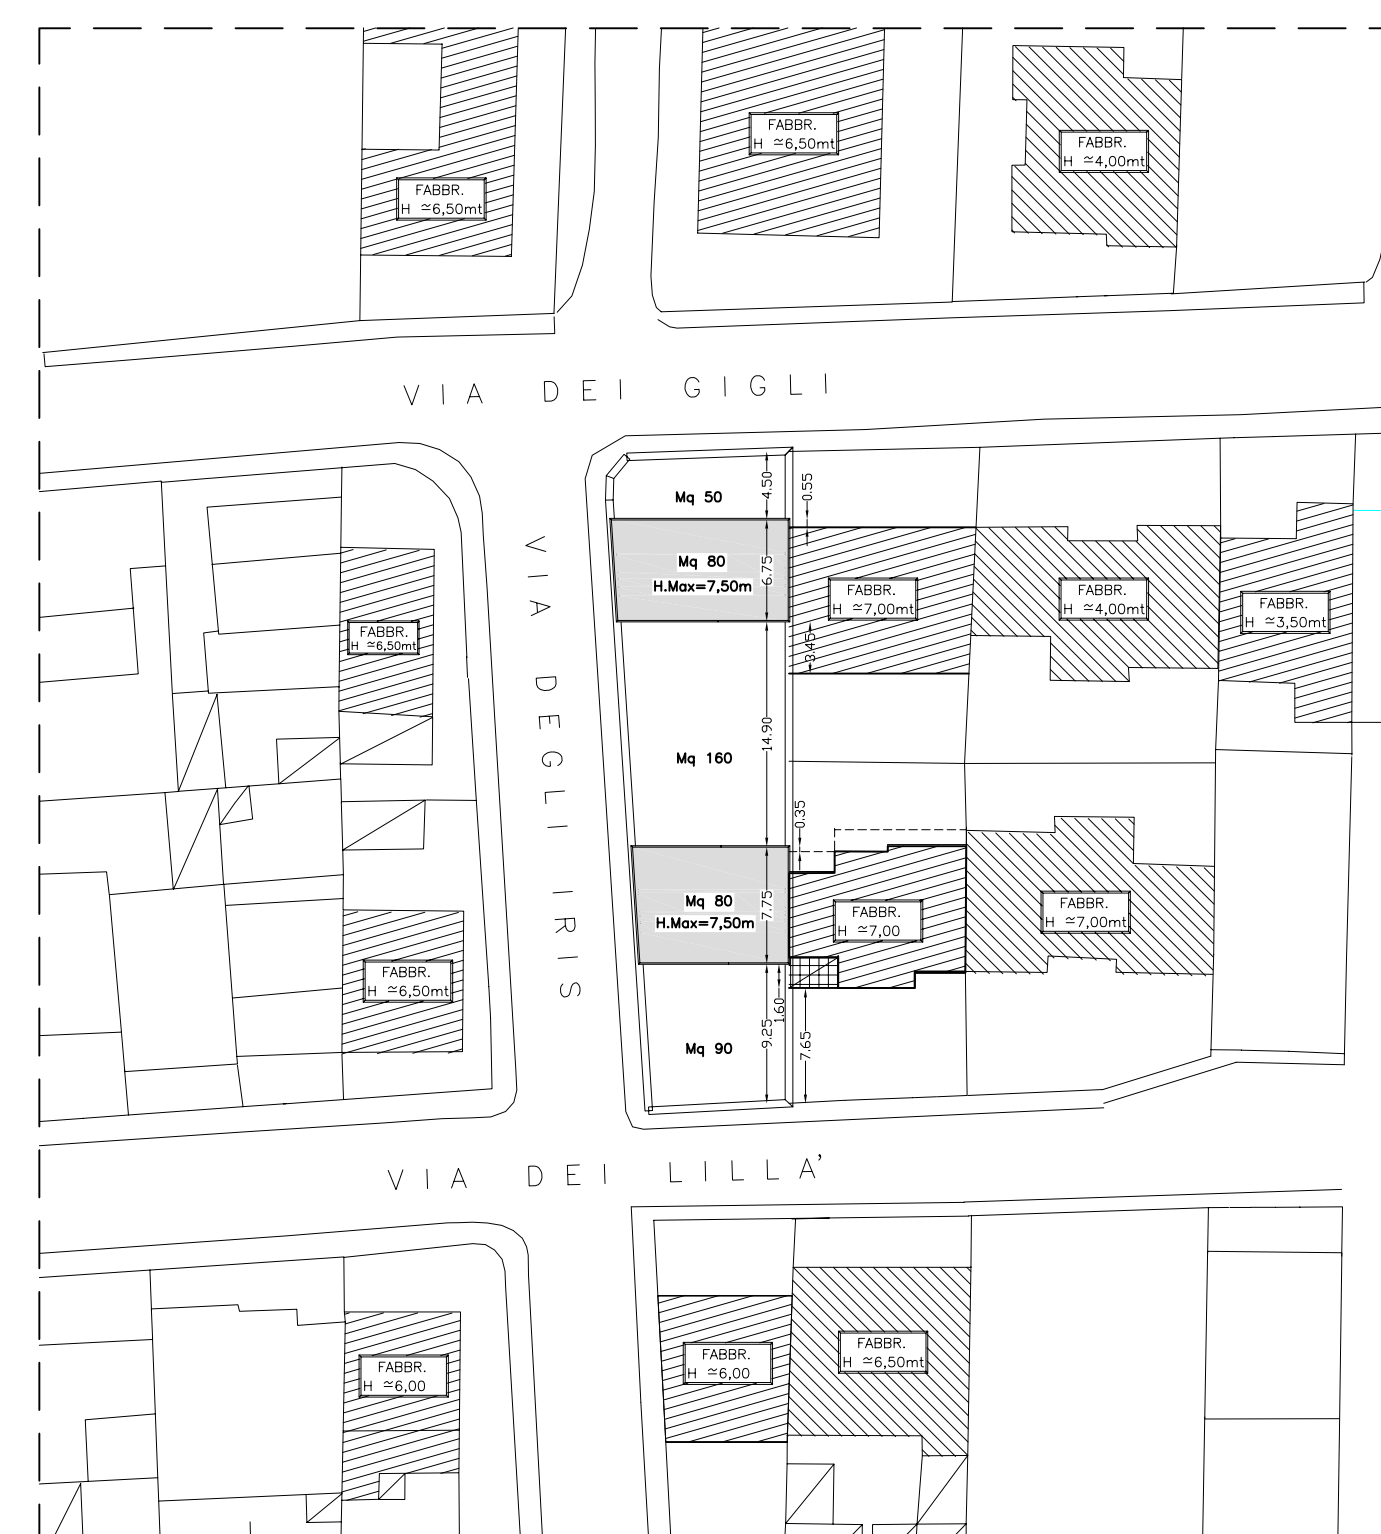 FABBR.
H ≃6,50mt
FABBR.
H ≃4,00mt
FABBR.
H ≃6,50mt
VIA DEI GIGLI
Mq 50
4.50
0.55
VIA DEGLI IRIS
Mq 80
H.Max=7,50m
6.75
FABBR.
H ≃7,00mt
FABBR.
H ≃4,00mt
FABBR.
H ≃3,50mt
FABBR.
H ≃6,50mt
3.45
14.90
Mq 160
0.35
Mq 80
H.Max=7,50m
7.75
FABBR.
H ≃7,00
FABBR.
H ≃7,00mt
FABBR.
H ≃6,50mt
1.60
9.25
7.65
Mq 90
VIA DEI LILLA'
FABBR.
H ≃6,00
FABBR.
H ≃6,00
FABBR.
H ≃6,50mt